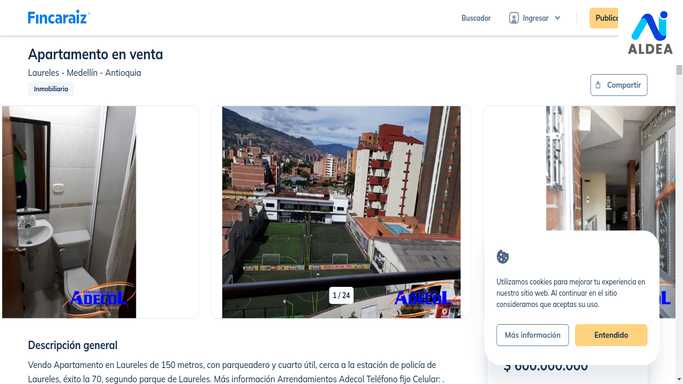 Fincaraiz
Buscador
Ingresar
Publica
ALDEA
Apartamento en venta
Laureles - Medellín - Antioquia
Inmobiliario
Compartir
ADECOL
ADECOL
ADECOL
1 / 24
Utilizamos cookies para mejorar tu experiencia en
nuestro sitio web. Al continuar en el sitio
consideramos que aceptas su uso.
Más información
Entendido
$ 600.000.000
Descripción general
Vendo Apartamento en Laureles de 150 metros, con parqueadero y cuarto útil, cerca a la estación de policía de
Laureles, éxito la 70, segundo parque de Laureles. Más información Arrendamientos Adecol Teléfono fijo Celular: .